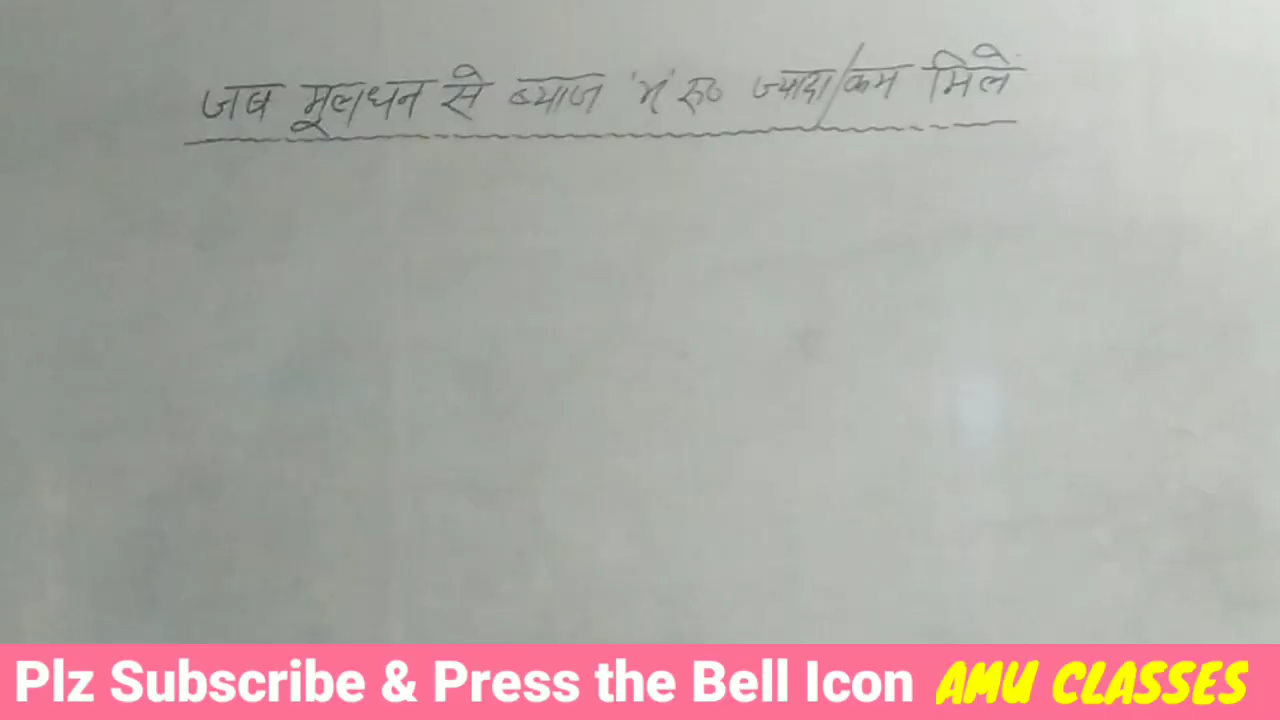 जब मूलधन से ब्याज 'n' रु० ज्यादा/कम मिले
Plz Subscribe & Press the Bell Icon AMU CLASSES